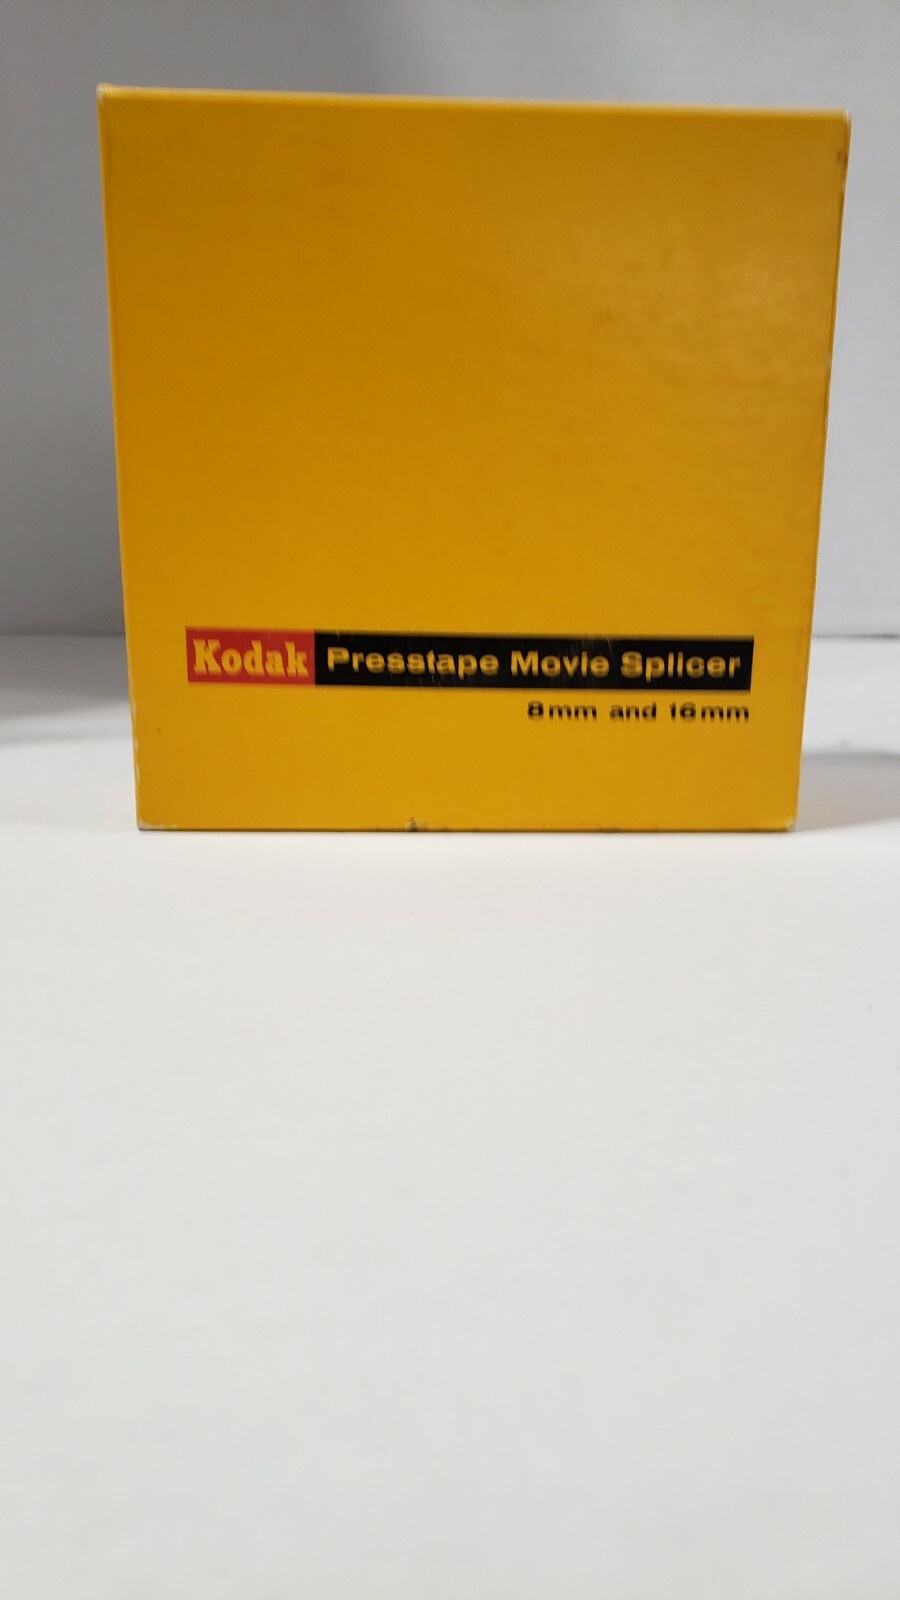 Kodak Presstape Movie Splicer
8mm and 16mm